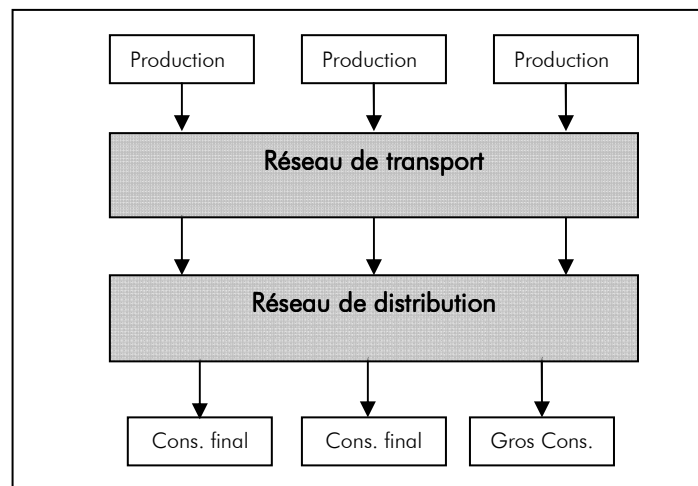 Production
Production
Production
Réseau de transport
Réseau de distribution
Cons. final
Cons. final
Gros Cons.